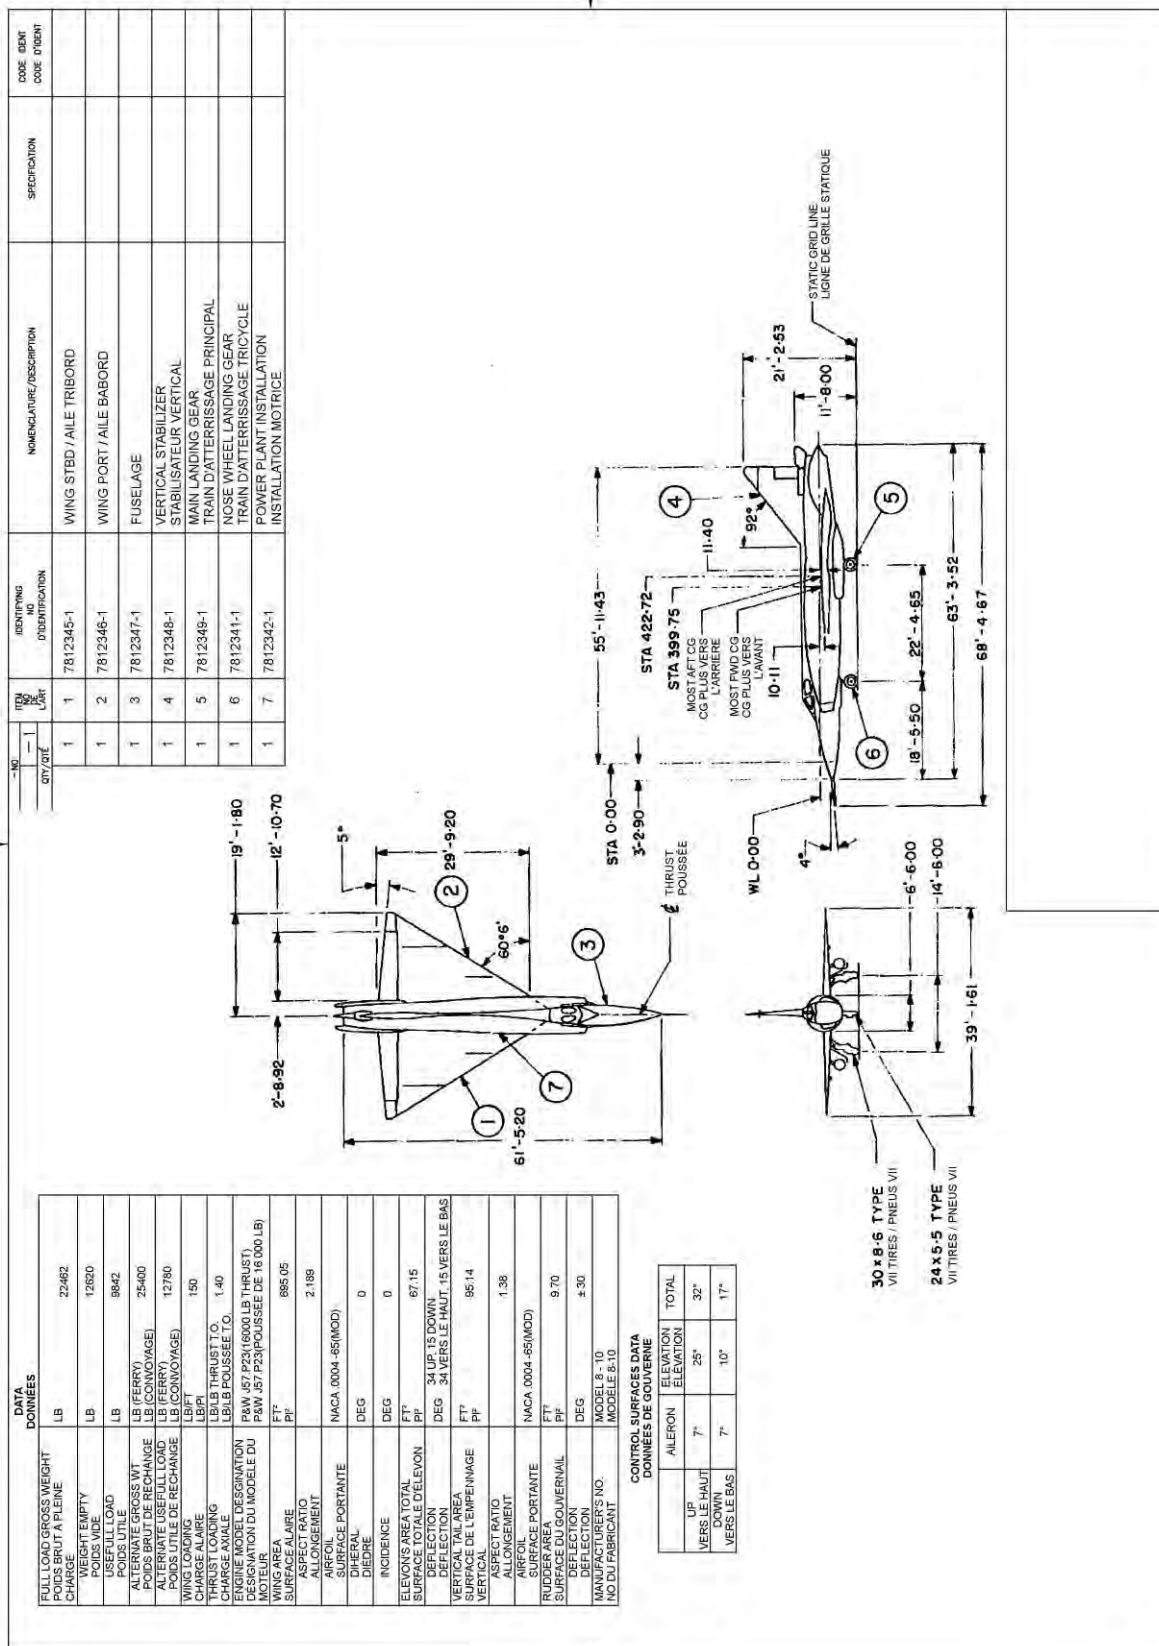 DATA
DONNÉES
FULL LOAD GROSS WEIGHT LB 22462
POIDS BRUT A PLEINE
CHARGE
WEIGHT EMPTY LB 12620
POIDS VIDE
USEFULL LOAD LB 9842
POIDS UTILE
ALTERNATE GROSS WT LB (FERRY) 25400
POIDS BRUT DE RECHANGE LB (CONVOYAGE)
ALTERNATE USEFULL LOAD LB (FERRY) 12780
POIDS UTILE DE RECHANGE LB (CONVOYAGE)
WING LOADING LB/FT 150
CHARGE ALAIRE LB/PI
THRUST LOADING LB/LB THRUST T.O. 1.40
CHARGE AXIALE LB/LB POUSSÉE T.O.
ENGINE MODEL DESGINATION P&W J57.P23(16000 LB THRUST)
DÉSIGNATION DU MODÈLE DU P&W J57.P23(POUSSÉE DE 16 000 LB)
MOTEUR
WING AREA FT² 695.05
SURFACE ALAIRE PI²
ASPECT RATIO 2.189
ALLONGEMENT
AIRFOIL NACA .0004 -65(MOD)
SURFACE PORTANTE
DIHERAL DEG 0
DIÈDRE
INCIDENCE DEG 0
ELEVON'S AREA TOTAL FT² 67.15
SURFACE TOTALE D'ÉLEVON PI²
DEFLECTION DEG 34 UP, 15 DOWN
DÉFLECTION 34 VERS LE HAUT, 15 VERS LE BAS
VERTICAL TAIL AREA FT² 95.14
SURFACE DE L'EMPENNAGE PI²
VERTICAL
ASPECT RATIO 1.38
ALLONGEMENT
AIRFOIL NACA .0004 -65(MOD)
SURFACE PORTANTE
RUDDER AREA FT² 9.70
SURFACE DU GOUVERNAIL PI²
DEFLECTION DEG ± 30
DÉFLECTION
MANUFACTURER'S NO. MODEL 8 - 10
NO DU FABRICANT MODÈLE 8-10
CONTROL SURFACES DATA
DONNÉES DE GOUVERNE
AILERON ELEVATION TOTAL
ÉLÉVATION
UP 7° 25° 32°
VERS LE HAUT
DOWN 7° 10° 17°
VERS LE BAS
19'-1·80
12'-10·70
2'-8·92
5°
29'-9·20
60°6'
61'-5·20
1
2
3
7
℄ THRUST
POUSSÉE
6'-6·00
14'-6·00
39'-1·61
30 x 8·6 TYPE
VII TIRES / PNEUS VII
24 x 5·5 TYPE
VII TIRES / PNEUS VII
-NO
-1
QTY/QTÉ
ITEM
NO
DE
L'ART
IDENTIFYING
NO
D'IDENTIFICATION
NOMENCLATURE/DESCRIPTION
SPECIFICATION
CODE IDENT
CODE D'IDENT
1 1 7812345-1 WING STBD / AILE TRIBORD
1 2 7812346-1 WING PORT / AILE BABORD
1 3 7812347-1 FUSELAGE
1 4 7812348-1 VERTICAL STABILIZER
STABILISATEUR VERTICAL
1 5 7812349-1 MAIN LANDING GEAR
TRAIN D'ATTERRISSAGE PRINCIPAL
1 6 7812341-1 NOSE WHEEL LANDING GEAR
TRAIN D'ATTERRISSAGE TRICYCLE
1 7 7812342-1 POWER PLANT INSTALLATION
INSTALLATION MOTRICE
55'-11·43
STA 0·00
3'-2·90
STA 422·72
STA 399·75
MOST AFT CG
CG PLUS VERS
L'ARRIÈRE
MOST FWD CG
CG PLUS VERS
L'AVANT
10·11
11·40
92°
4
21'-2·53
11'-8·00
STATIC GRID LINE
LIGNE DE GRILLE STATIQUE
WL 0·00
4°
6
5
18'-5·50
22'-4·65
63'-3·52
68'-4·67